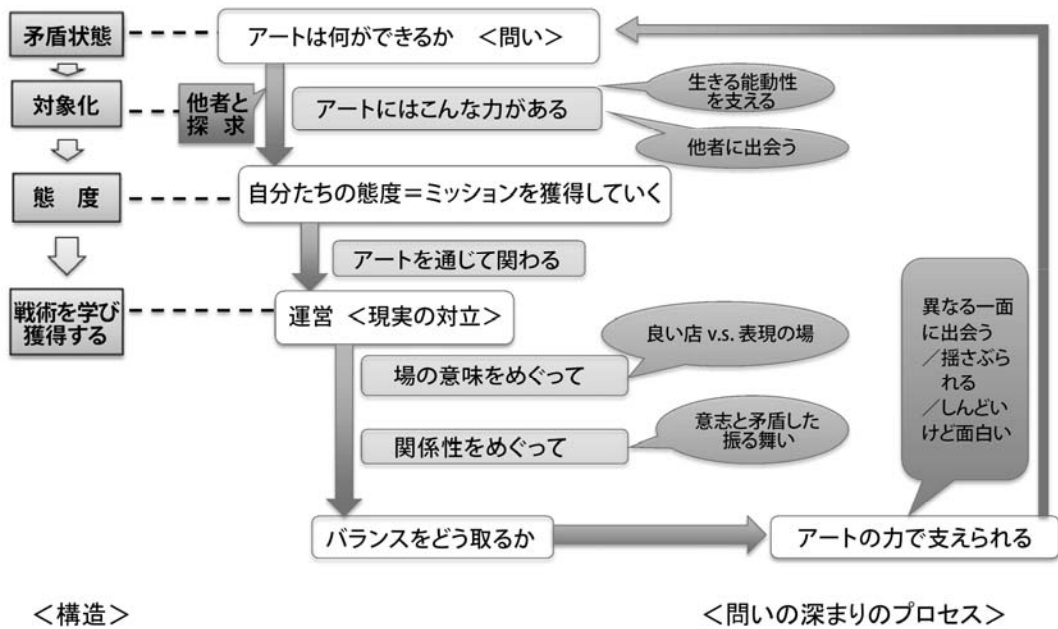 矛盾状態
アートは何ができるか ＜問い＞
対象化
他者と
探 求
アートにはこんな力がある
生きる能動性
を支える
他者に出会う
態 度
自分たちの態度＝ミッションを獲得していく
アートを通じて関わる
戦術を学び
獲得する
運営 ＜現実の対立＞
良い店 v.s. 表現の場
場の意味をめぐって
意志と矛盾した
振る舞い
関係性をめぐって
異なる一面
に出会う
／揺さぶら
れる
／しんどい
けど面白い
バランスをどう取るか
アートの力で支えられる
＜構造＞
＜問いの深まりのプロセス＞